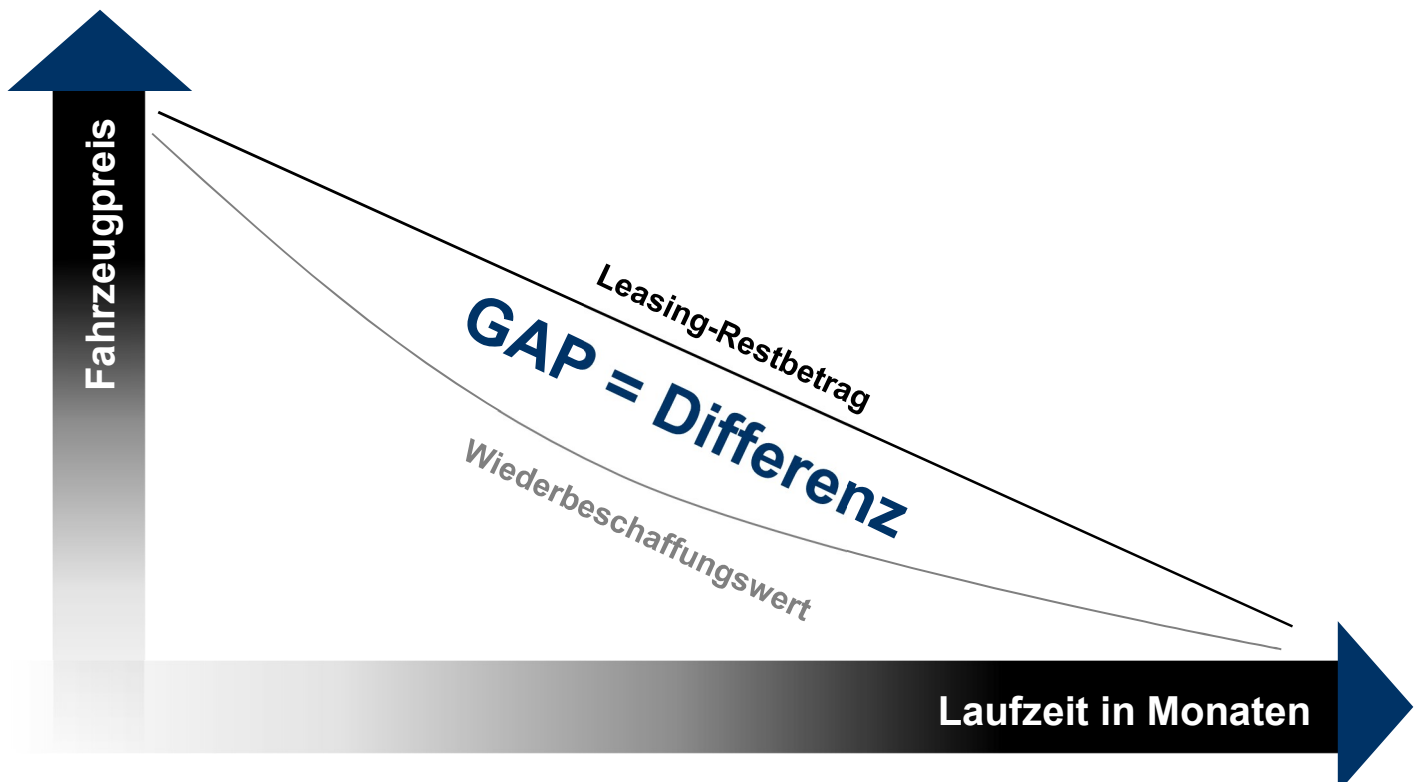 Fahrzeugpreis
Leasing-Restbetrag
GAP = Differenz
Wiederbeschaffungswert
Laufzeit in Monaten